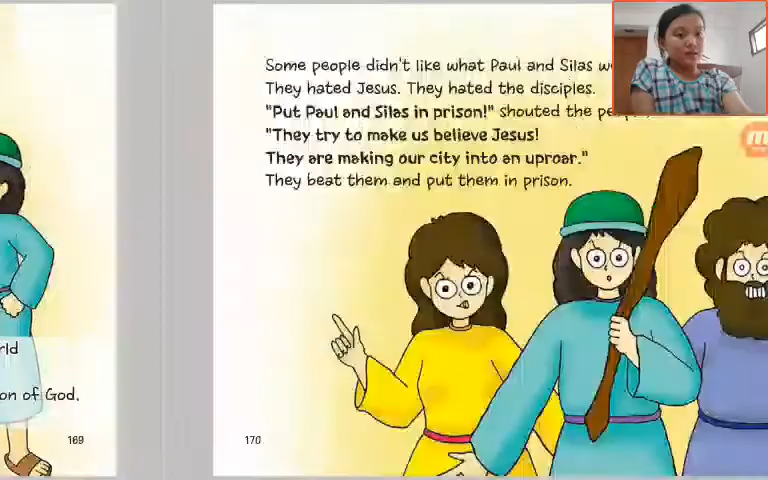 rld
on of God.
169
Some people didn't like what Paul and Silas
They hated Jesus. They hated the disciples.
"Put Paul and Silas in prison!" shouted the
"They try to make us believe Jesus!
They are making our city into an uproar."
They beat them and put them in prison.
170